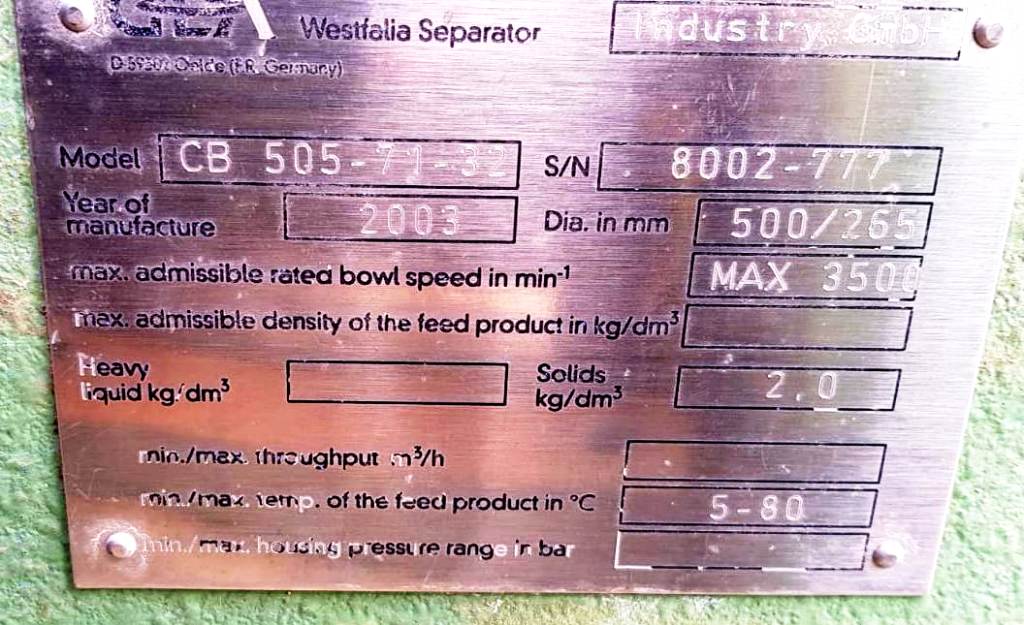 GEA Westfalia Separator Industry GmbH
D-59302 Oelde (F.R. Germany)
Model CB 505-71-32 S/N 8002-777
Year of manufacture 2003 Dia. in mm 500/265
max. admissible rated bowl speed in min-1 MAX 3500
max. admissible density of the feed product in kg/dm³
Heavy liquid kg/dm³ Solids kg/dm³ 2.0
min./max. throughput m³/h
min./max. temp. of the feed product in °C 5-80
min./max. housing pressure range in bar